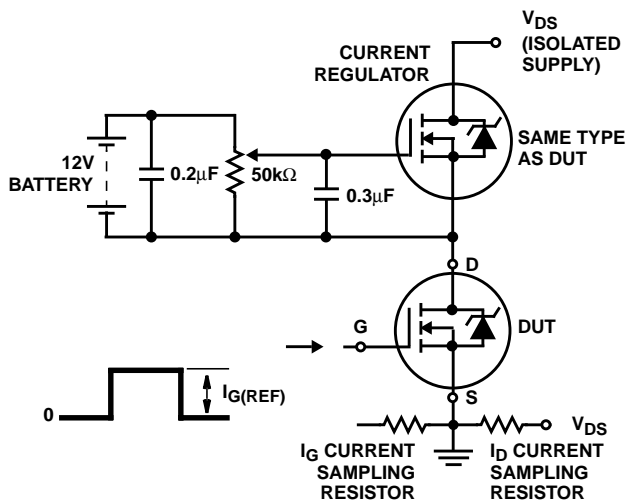 V_DS
(ISOLATED
SUPPLY)
CURRENT
REGULATOR
SAME TYPE
AS DUT
12V
BATTERY
0.2μF
50kΩ
0.3μF
D
DUT
G
I_G(REF)
0
S
V_DS
I_G CURRENT
SAMPLING
RESISTOR
I_D CURRENT
SAMPLING
RESISTOR